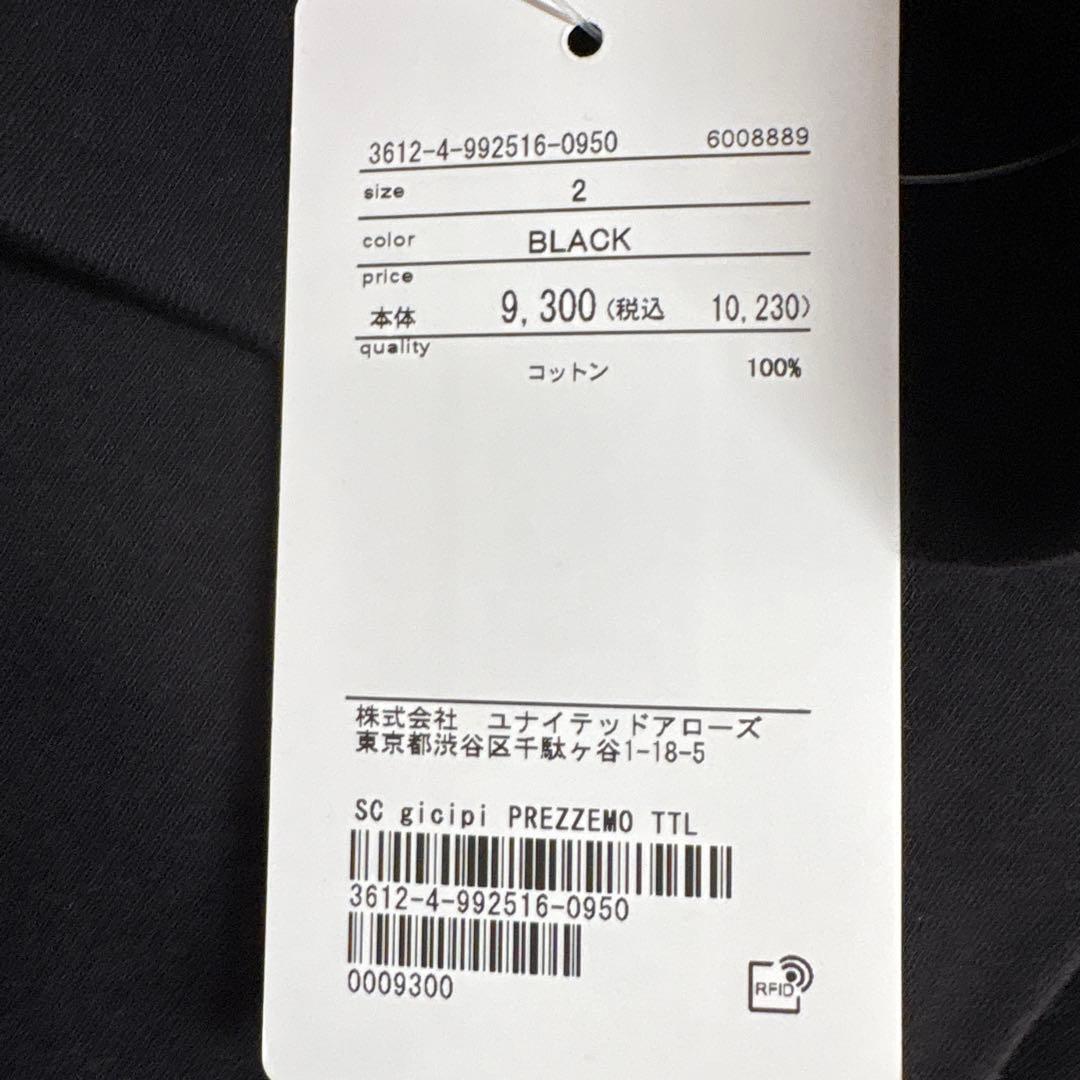 3612-4-992516-0950 6008889
size 2
color BLACK
price
本体 9,300 (税込 10,230)
quality
コットン 100%
株式会社 ユナイテッドアローズ
東京都渋谷区千駄ヶ谷1-18-5
SC gicipi PREZZEMO TTL
3612-4-992516-0950
0009300
RFID